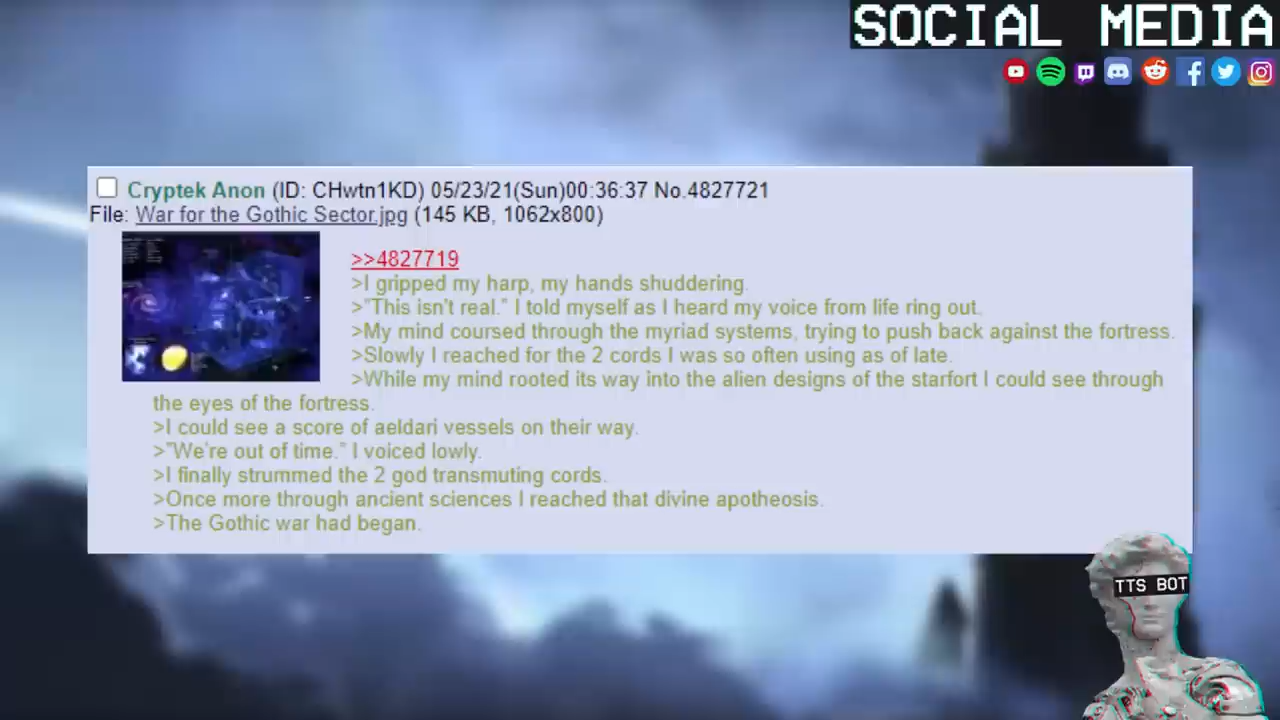 SOCIAL MEDIA
Cryptek Anon (ID: CHwtn1KD) 05/23/21(Sun)00:36:37 No.4827721
File: War for the Gothic Sector.jpg (145 KB, 1062x800)
>>4827719
>I gripped my harp, my hands shuddering.
>"This isn't real." I told myself as I heard my voice from life ring out.
>My mind coursed through the myriad systems, trying to push back against the fortress.
>Slowly I reached for the 2 cords I was so often using as of late.
>While my mind rooted its way into the alien designs of the starfort I could see through
the eyes of the fortress.
>I could see a score of aeldari vessels on their way.
>"We're out of time." I voiced lowly.
>I finally strummed the 2 god transmuting cords.
>Once more through ancient sciences I reached that divine apotheosis.
>The Gothic war had began.
TTS BOT